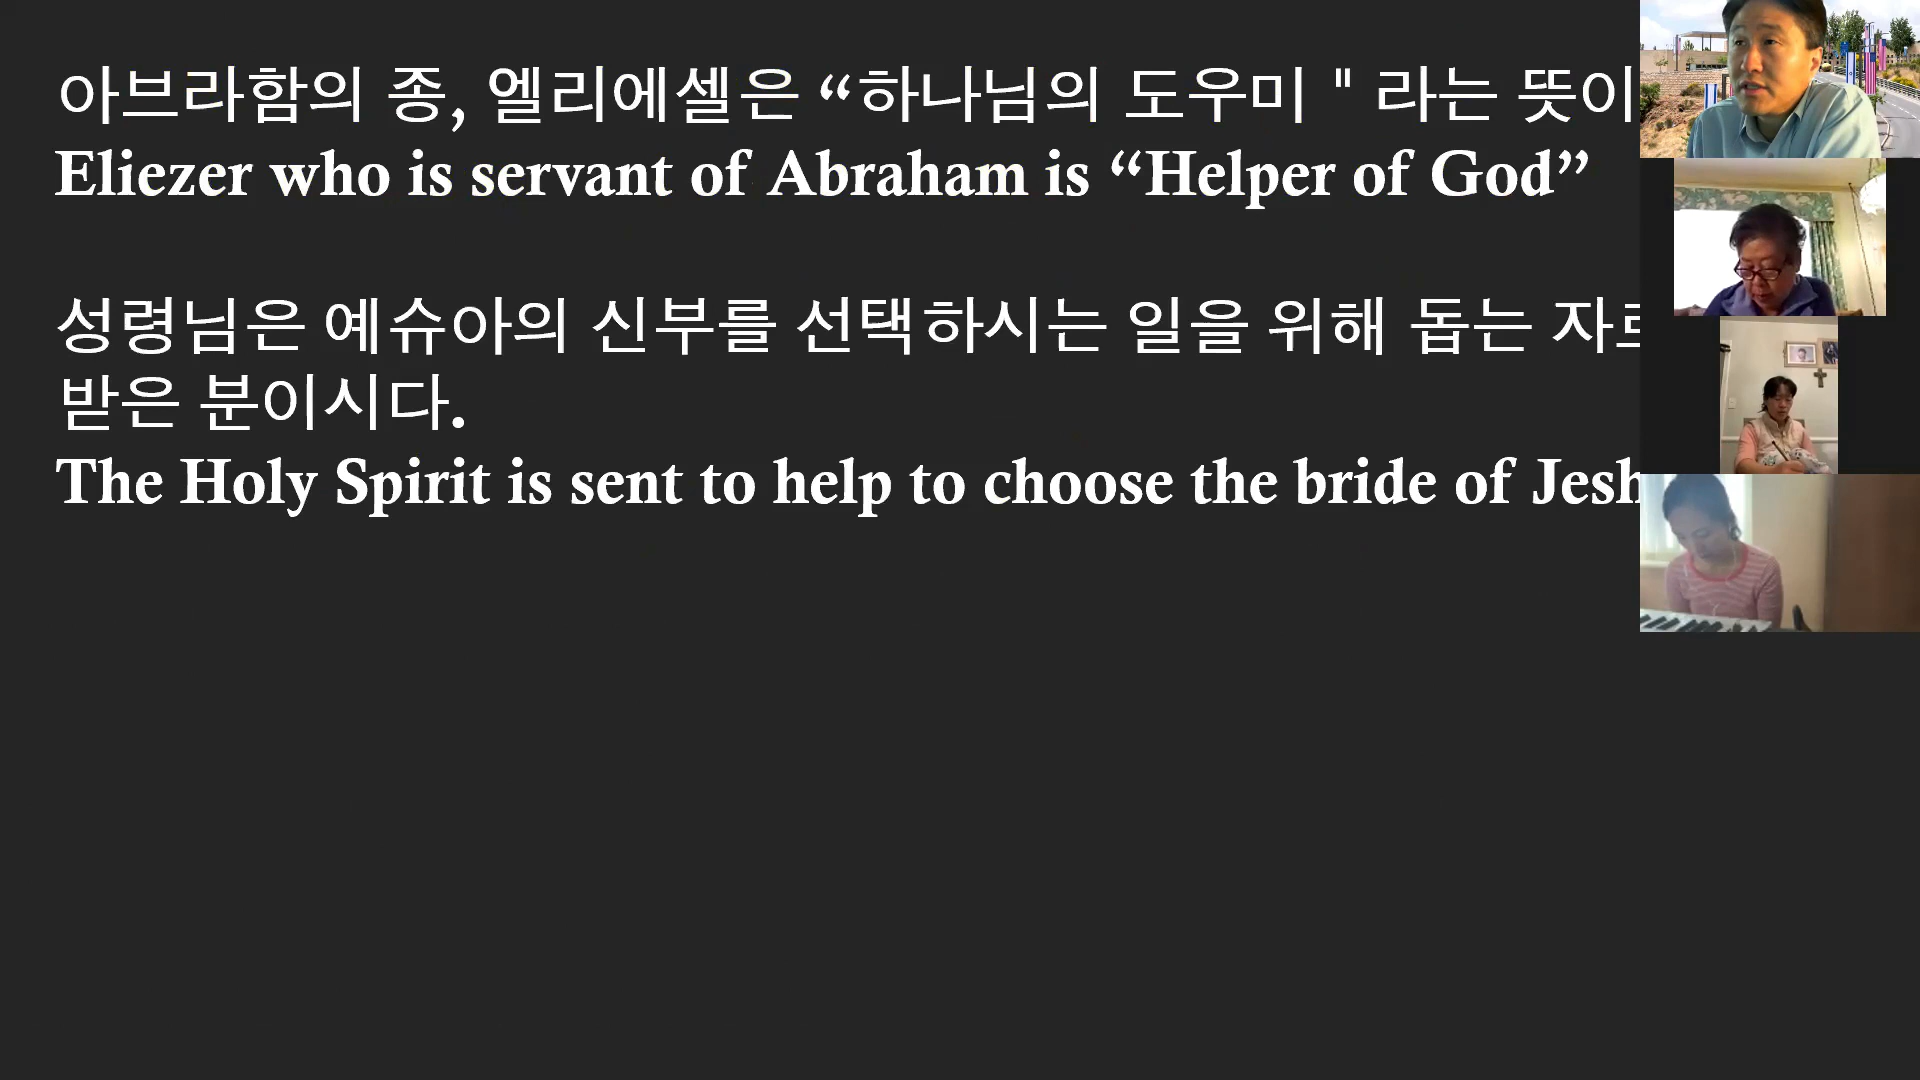 아브라함의 종, 엘리에셀은 “하나님의 도우미 " 라는 뜻이
Eliezer who is servant of Abraham is “Helper of God”
성령님은 예슈아의 신부를 선택하시는 일을 위해 돕는
받은 분이시다.
The Holy Spirit is sent to help to choose the bride of